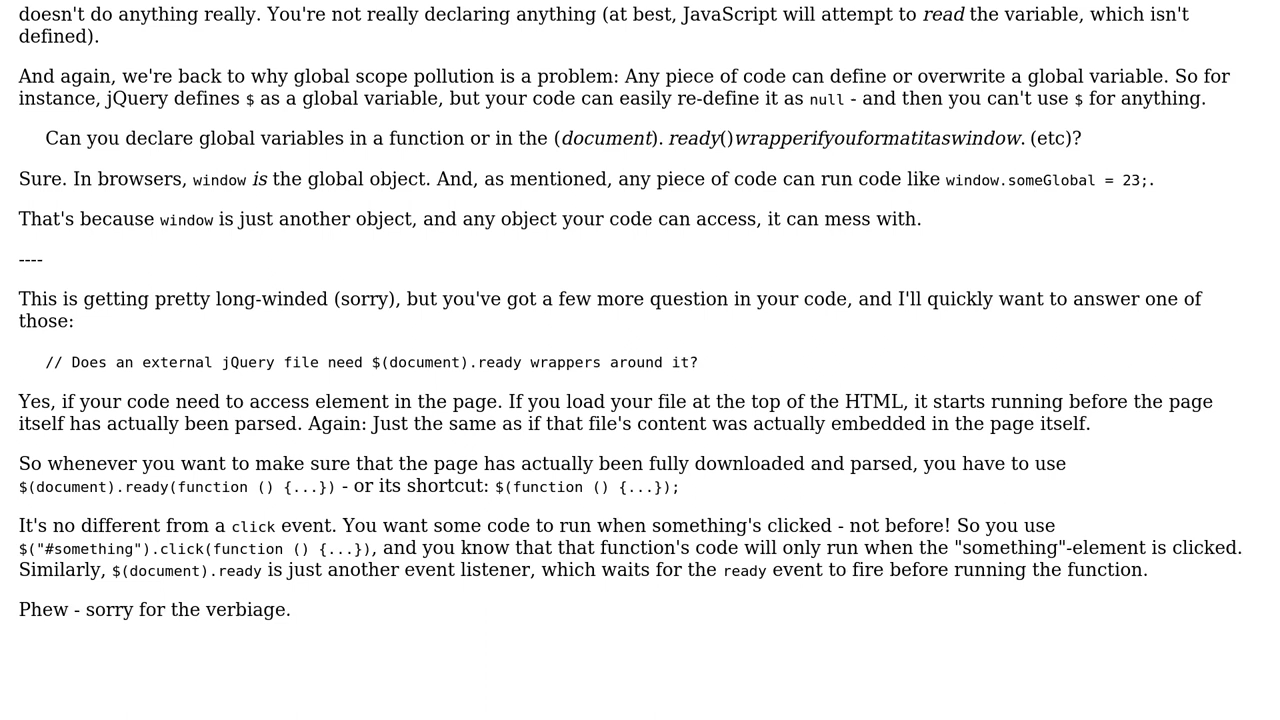 doesn't do anything really. You're not really declaring anything (at best, JavaScript will attempt to read the variable, which isn't
defined).
And again, we're back to why global scope pollution is a problem: Any piece of code can define or overwrite a global variable. So for
instance, jQuery defines $ as a global variable, but your code can easily re-define it as null - and then you can't use $ for anything.
Can you declare global variables in a function or in the (document). ready()wrapperifyouformatitaswindow. (etc)?
Sure. In browsers, window is the global object. And, as mentioned, any piece of code can run code like window.someGlobal = 23;.
That's because window is just another object, and any object your code can access, it can mess with.
----
This is getting pretty long-winded (sorry), but you've got a few more question in your code, and I'll quickly want to answer one of
those:
// Does an external jQuery file need $(document).ready wrappers around it?
Yes, if your code need to access element in the page. If you load your file at the top of the HTML, it starts running before the page
itself has actually been parsed. Again: Just the same as if that file's content was actually embedded in the page itself.
So whenever you want to make sure that the page has actually been fully downloaded and parsed, you have to use
$(document).ready(function () {...}) - or its shortcut: $(function () {...});
It's no different from a click event. You want some code to run when something's clicked - not before! So you use
$("#something").click(function () {...}), and you know that that function's code will only run when the "something"-element is clicked.
Similarly, $(document).ready is just another event listener, which waits for the ready event to fire before running the function.
Phew - sorry for the verbiage.